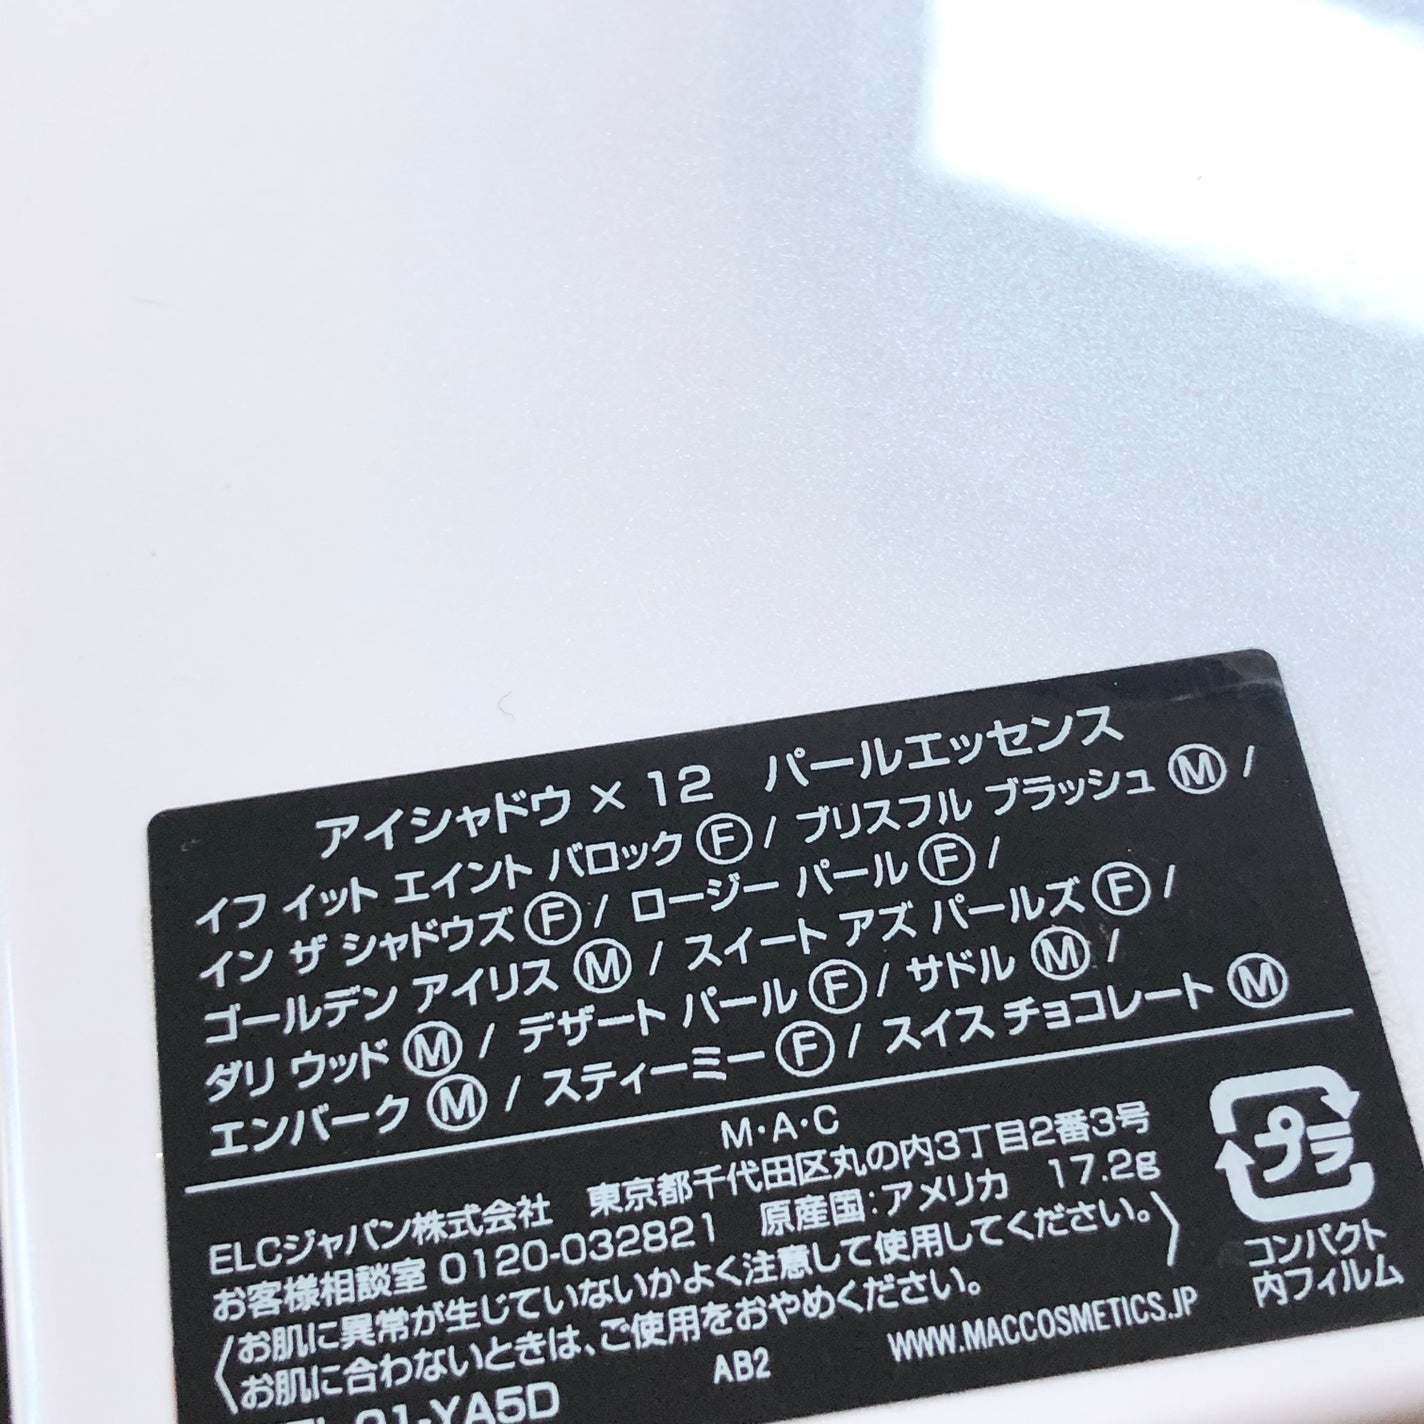 アイシャドウ × 12　パールエッセンス
イフ イット エイント バロック Ⓕ / ブリスフル ブラッシュ Ⓜ /
イン ザ シャドウズ Ⓕ / ロージー パール Ⓕ /
ゴールデン アイリス Ⓜ / スイート アズ パールズ Ⓕ /
ダリ ウッド Ⓜ / デザート パール Ⓕ / サドル Ⓜ /
エンバーク Ⓜ / スティーミー Ⓕ / スイス チョコレート Ⓜ
M・A・C
ELCジャパン株式会社　東京都千代田区丸の内3丁目2番3号
お客様相談室 0120-032821　原産国：アメリカ　17.2g
〈お肌に異常が生じていないかよく注意して使用してください。
お肌に合わないときは、ご使用をおやめください。〉
プラ
コンパクト
内フィルム
AB2
WWW.MACCOSMETICS.JP
01-YA5D